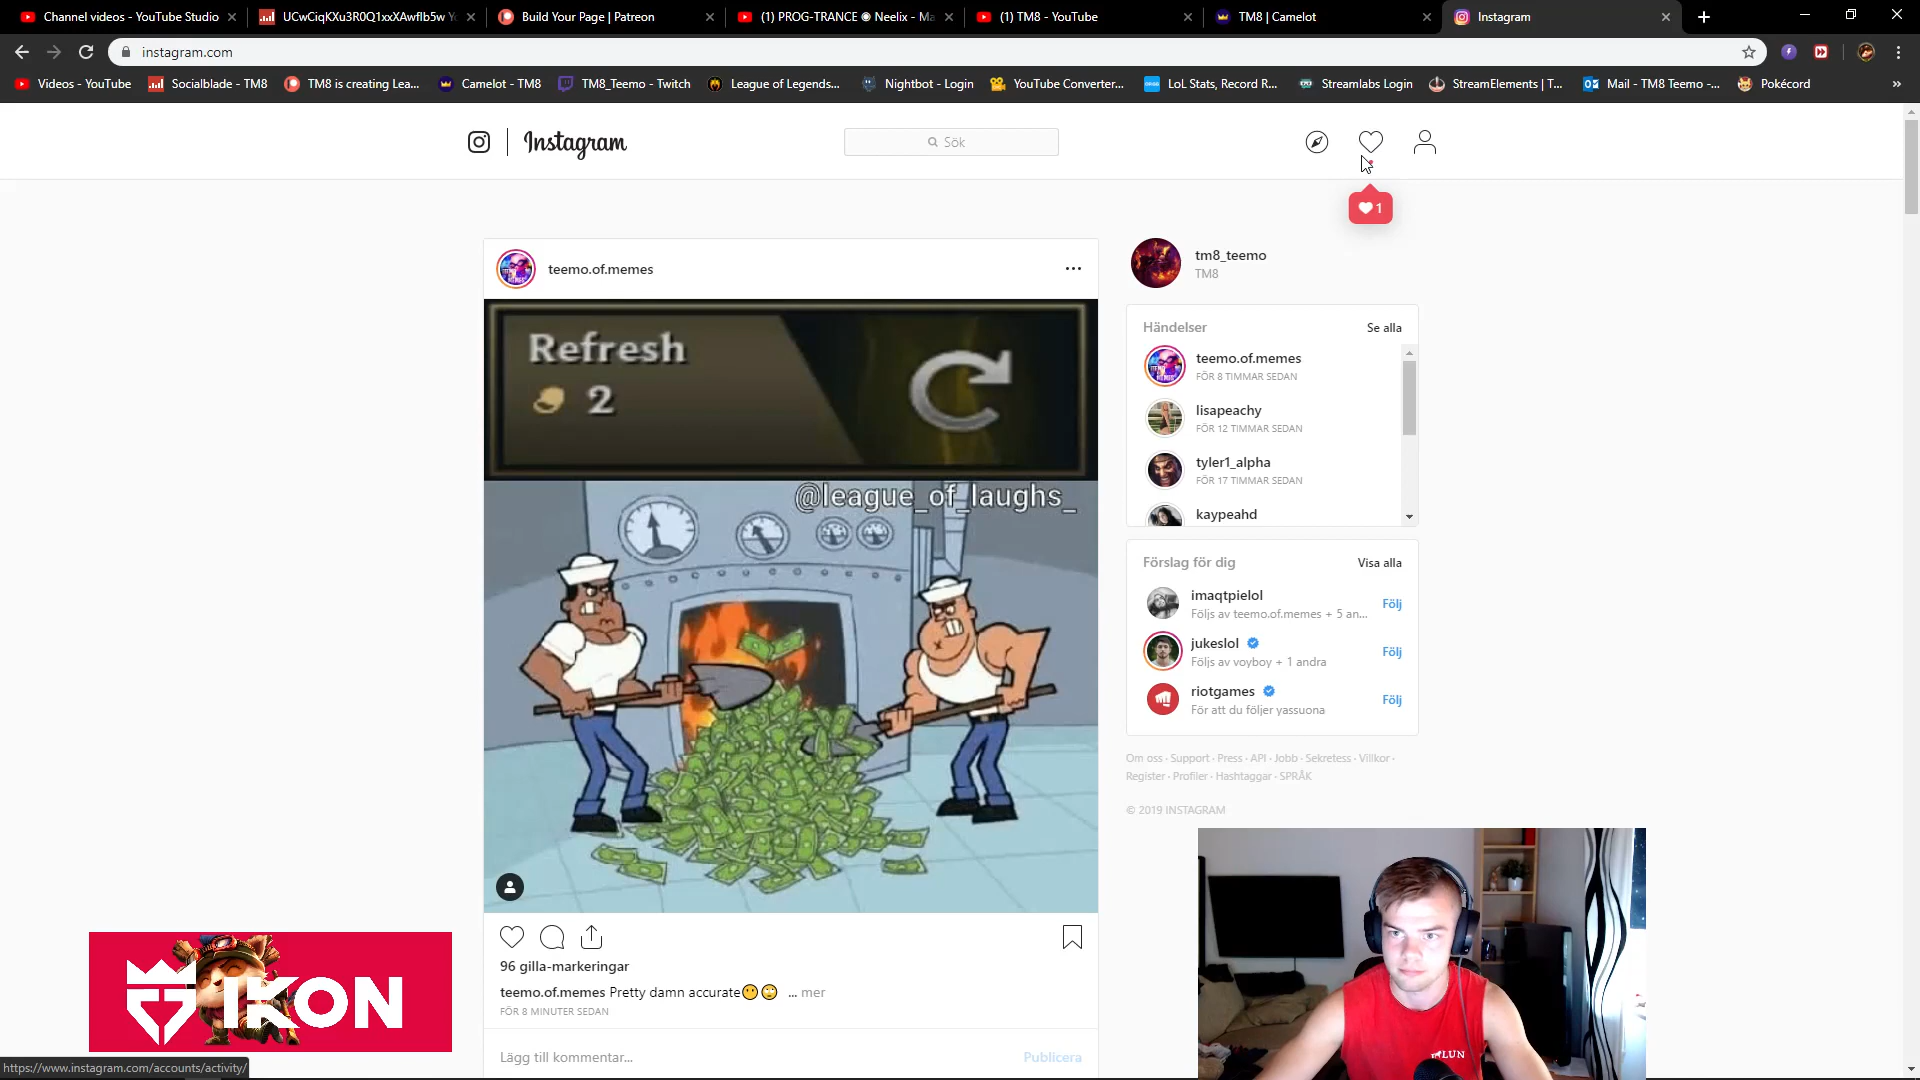 Channel videos - YouTube Studio
UCwCiqKXu3R0Q1xxXAwflb5w Yo
Build Your Page | Patreon
(1) PROG-TRANCE ◉ Neelix - Ma
(1) TM8 - YouTube
TM8 | Camelot
Instagram
instagram.com
Videos - YouTube
Socialblade - TM8
TM8 is creating Lea...
Camelot - TM8
TM8_Teemo - Twitch
League of Legends...
Nightbot - Login
YouTube Converter...
LoL Stats, Record R...
Streamlabs Login
StreamElements | T...
Mail - TM8 Teemo -...
Pokécord
»
Instagram
Sök
1
teemo.of.memes
Refresh
2
@league_of_laughs_
96 gilla-markeringar
teemo.of.memes Pretty damn accurate😶🙄 ... mer
FÖR 8 MINUTER SEDAN
Lägg till kommentar...
Publicera
tm8_teemo
TM8
Händelser
Se alla
teemo.of.memes
FÖR 8 TIMMAR SEDAN
lisapeachy
FÖR 12 TIMMAR SEDAN
tyler1_alpha
FÖR 17 TIMMAR SEDAN
kaypeahd
Förslag för dig
Visa alla
imaqtpielol
Följs av teemo.of.memes + 5 an...
Följ
jukeslol
Följs av voyboy + 1 andra
Följ
riotgames
För att du följer yassuona
Följ
Om oss · Support · Press · API · Jobb · Sekretess · Villkor ·
Register · Profiler · Hashtaggar · SPRÅK
© 2019 INSTAGRAM
IKON
https://www.instagram.com/accounts/activity/